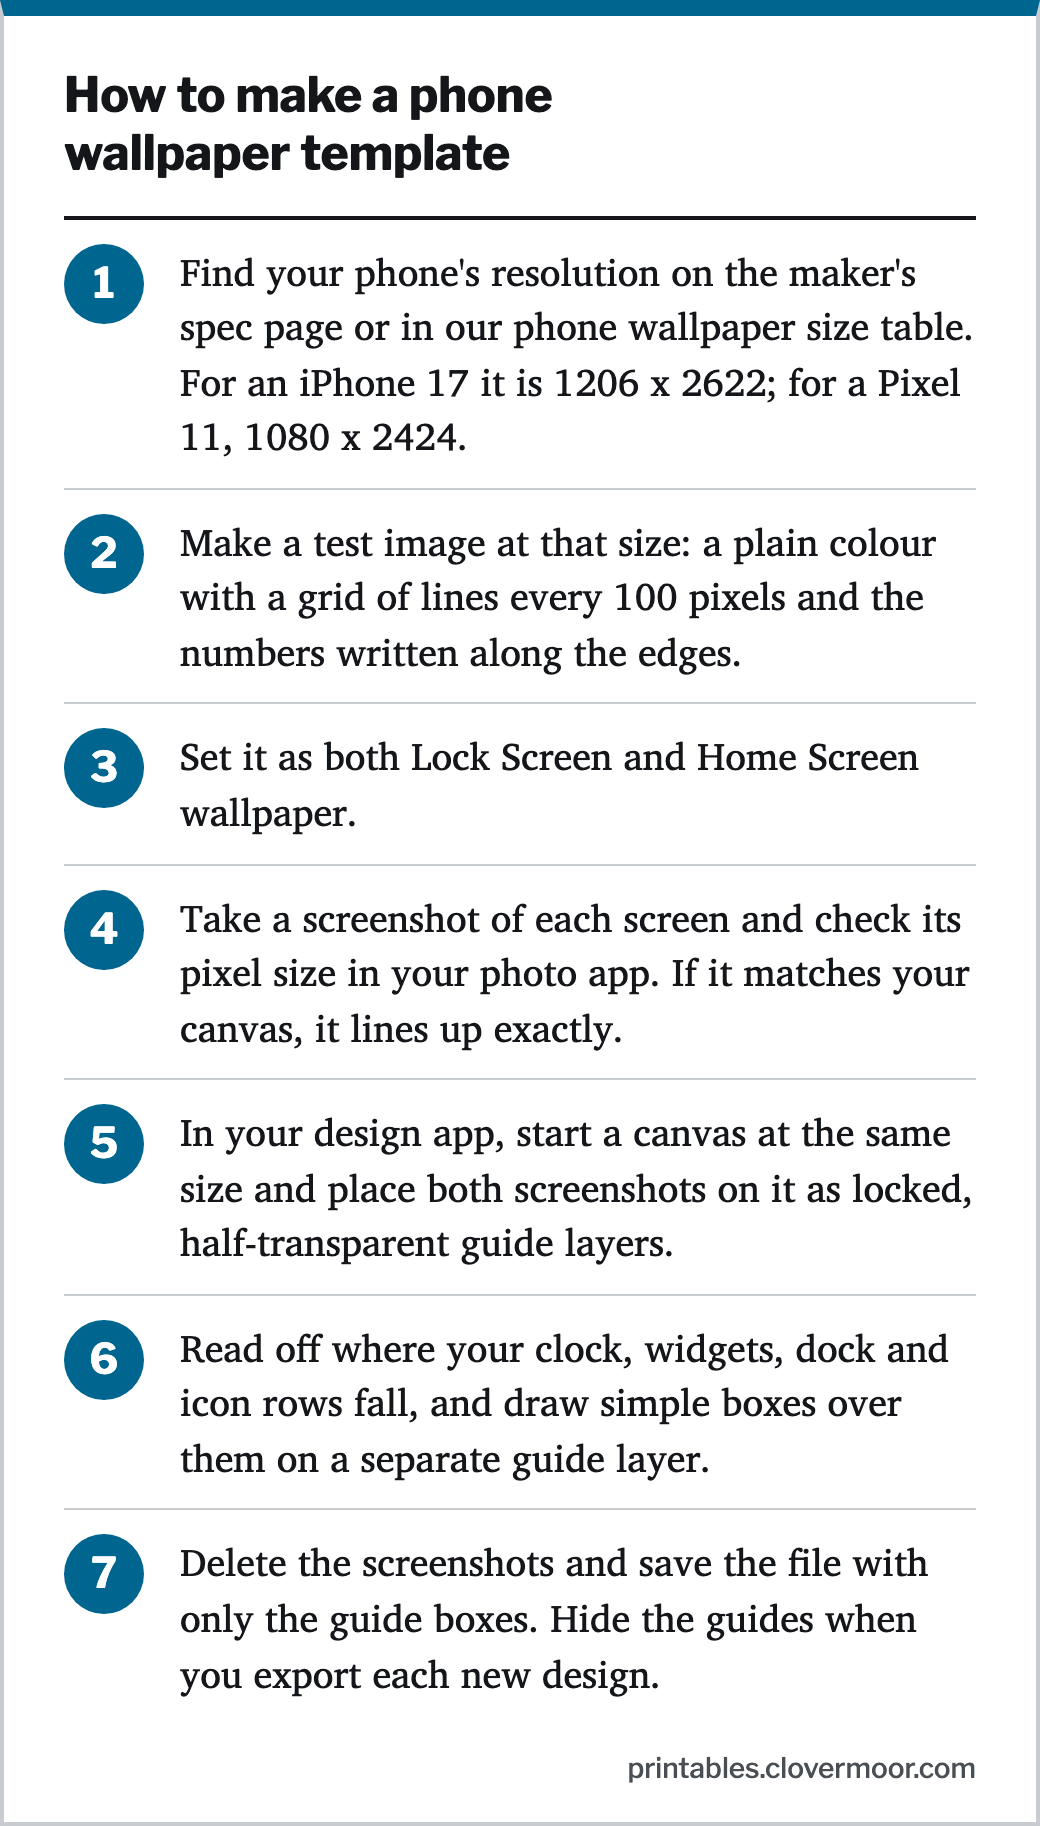 How to make a phone
wallpaper template
1
Find your phone's resolution on the maker's
spec page or in our phone wallpaper size table.
For an iPhone 17 it is 1206 x 2622; for a Pixel
11, 1080 x 2424.
2
Make a test image at that size: a plain colour
with a grid of lines every 100 pixels and the
numbers written along the edges.
3
Set it as both Lock Screen and Home Screen
wallpaper.
4
Take a screenshot of each screen and check its
pixel size in your photo app. If it matches your
canvas, it lines up exactly.
5
In your design app, start a canvas at the same
size and place both screenshots on it as locked,
half-transparent guide layers.
6
Read off where your clock, widgets, dock and
icon rows fall, and draw simple boxes over
them on a separate guide layer.
7
Delete the screenshots and save the file with
only the guide boxes. Hide the guides when
you export each new design.
printables.clovermoor.com